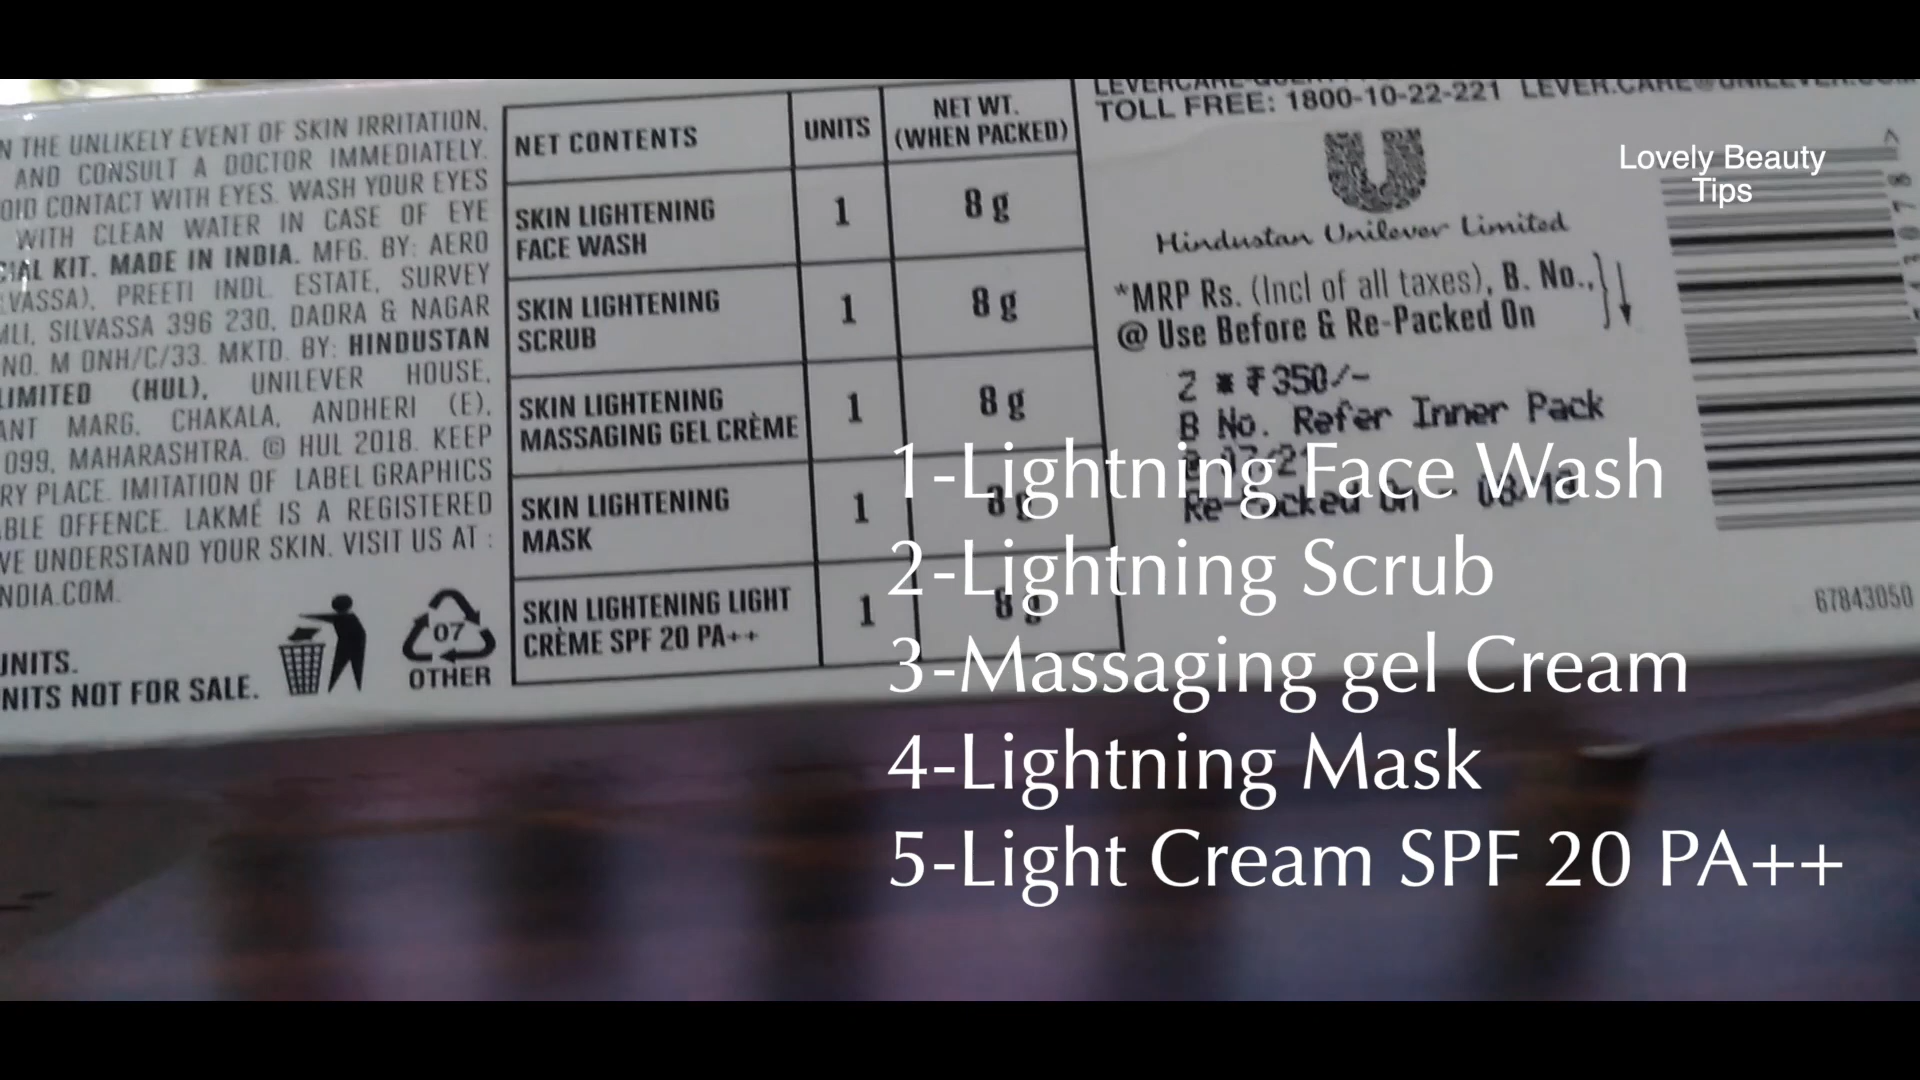 N THE UNLIKELY EVENT OF SKIN IRRITATION,
AND CONSULT A DOCTOR IMMEDIATELY.
OID CONTACT WITH EYES. WASH YOUR EYES
WITH CLEAN WATER IN CASE OF EYE
IAL KIT. MADE IN INDIA. MFG. BY: AERO
VASSA), PREETI INDL. ESTATE, SURVEY
MLI, SILVASSA 396 230, DADRA & NAGAR
NO. M DNH/C/33. MKTD. BY: HINDUSTAN
LIMITED (HUL), UNILEVER HOUSE,
ANT MARG, CHAKALA, ANDHERI (E),
099, MAHARASHTRA. © HUL 2018. KEEP
RY PLACE. IMITATION OF LABEL GRAPHICS
BLE OFFENCE. LAKMÉ IS A REGISTERED
VE UNDERSTAND YOUR SKIN. VISIT US AT :
NDIA.COM.
UNITS.
NITS NOT FOR SALE.
07
OTHER
NET CONTENTS UNITS NET WT.
(WHEN PACKED)
SKIN LIGHTENING
FACE WASH 1 8 g
SKIN LIGHTENING
SCRUB 1 8 g
SKIN LIGHTENING
MASSAGING GEL CRÈME 1 8 g
SKIN LIGHTENING
MASK 1 8 g
SKIN LIGHTENING LIGHT
CRÈME SPF 20 PA++ 1 8 g
TOLL FREE: 1800-10-22-221 LEVER.CARE@UNILEVER.COM
Hindustan Unilever Limited
*MRP Rs. (Incl of all taxes), B. No.,
@ Use Before & Re-Packed On
2 * ₹350/-
B No. Refer Inner Pack
Re-Packed On -
67843050
Lovely Beauty
Tips
1-Lightning Face Wash
2-Lightning Scrub
3-Massaging gel Cream
4-Lightning Mask
5-Light Cream SPF 20 PA++